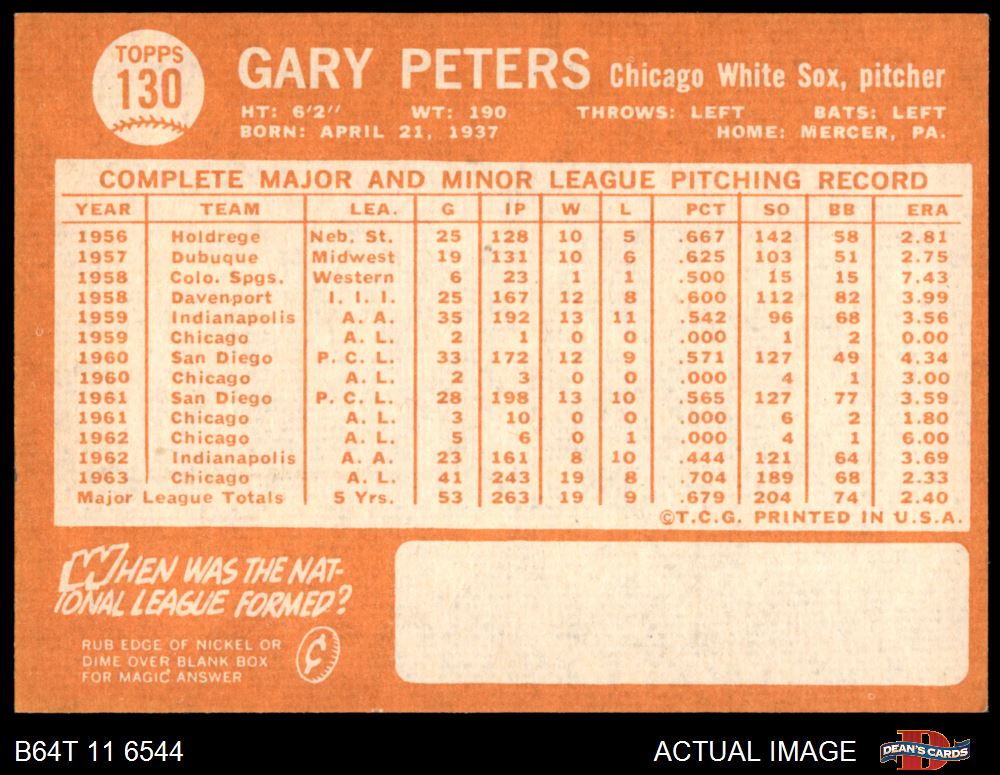 TOPPS
130
GARY PETERS Chicago White Sox, pitcher
HT: 6'2" WT: 190 THROWS: LEFT BATS: LEFT
BORN: APRIL 21, 1937 HOME: MERCER, PA.
COMPLETE MAJOR AND MINOR LEAGUE PITCHING RECORD
YEAR TEAM LEA. G IP W L PCT SO BB ERA
1956 Holdrege Neb. St. 25 128 10 5 .667 142 58 2.81
1957 Dubuque Midwest 19 131 10 6 .625 103 51 2.75
1958 Colo. Spgs. Western 6 23 1 1 .500 15 15 7.43
1958 Davenport I. I. I. 25 167 12 8 .600 112 82 3.99
1959 Indianapolis A. A. 35 192 13 11 .542 96 68 3.56
1959 Chicago A. L. 2 1 0 0 .000 1 2 0.00
1960 San Diego P. C. L. 33 172 12 9 .571 127 49 4.34
1960 Chicago A. L. 2 3 0 0 .000 4 1 3.00
1961 San Diego P. C. L. 28 198 13 10 .565 127 77 3.59
1961 Chicago A. L. 3 10 0 0 .000 6 2 1.80
1962 Chicago A. L. 5 6 0 1 .000 4 1 6.00
1962 Indianapolis A. A. 23 161 8 10 .444 121 64 3.69
1963 Chicago A. L. 41 243 19 8 .704 189 68 2.33
Major League Totals 5 Yrs. 53 263 19 9 .679 204 74 2.40
©T.C.G. PRINTED IN U.S.A.
WHEN WAS THE NAT-
IONAL LEAGUE FORMED?
RUB EDGE OF NICKEL OR
DIME OVER BLANK BOX
FOR MAGIC ANSWER
¢
B64T 11 6544 ACTUAL IMAGE DEAN'S CARDS